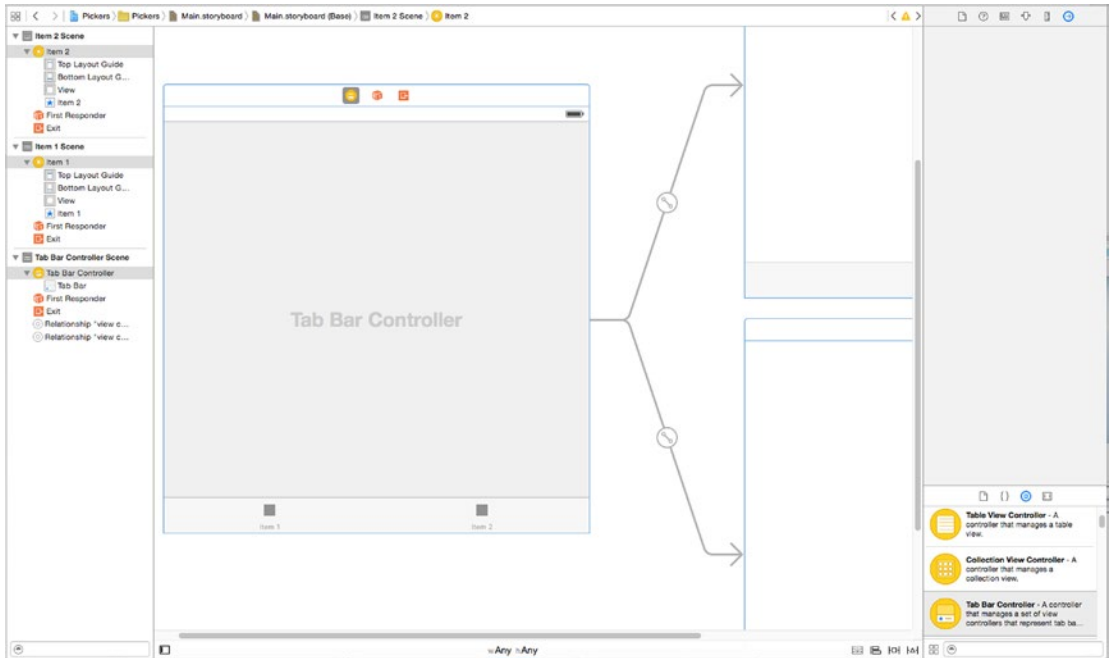 Pickers
Pickers
Main.storyboard
Main.storyboard (Base)
Item 2 Scene
Item 2
Item 2 Scene
Item 2
Top Layout Guide
Bottom Layout G...
View
Item 2
First Responder
Exit
Item 1 Scene
Item 1
Top Layout Guide
Bottom Layout G...
View
Item 1
First Responder
Exit
Tab Bar Controller Scene
Tab Bar Controller
Tab Bar
First Responder
Exit
Relationship "view c...
Relationship "view c...
Tab Bar Controller
Item 1
Item 2
wAny hAny
Table View Controller - A
controller that manages a table
view.
Collection View Controller - A
controller that manages a
collection view.
Tab Bar Controller - A controller
that manages a set of view
controllers that represent tab ba...